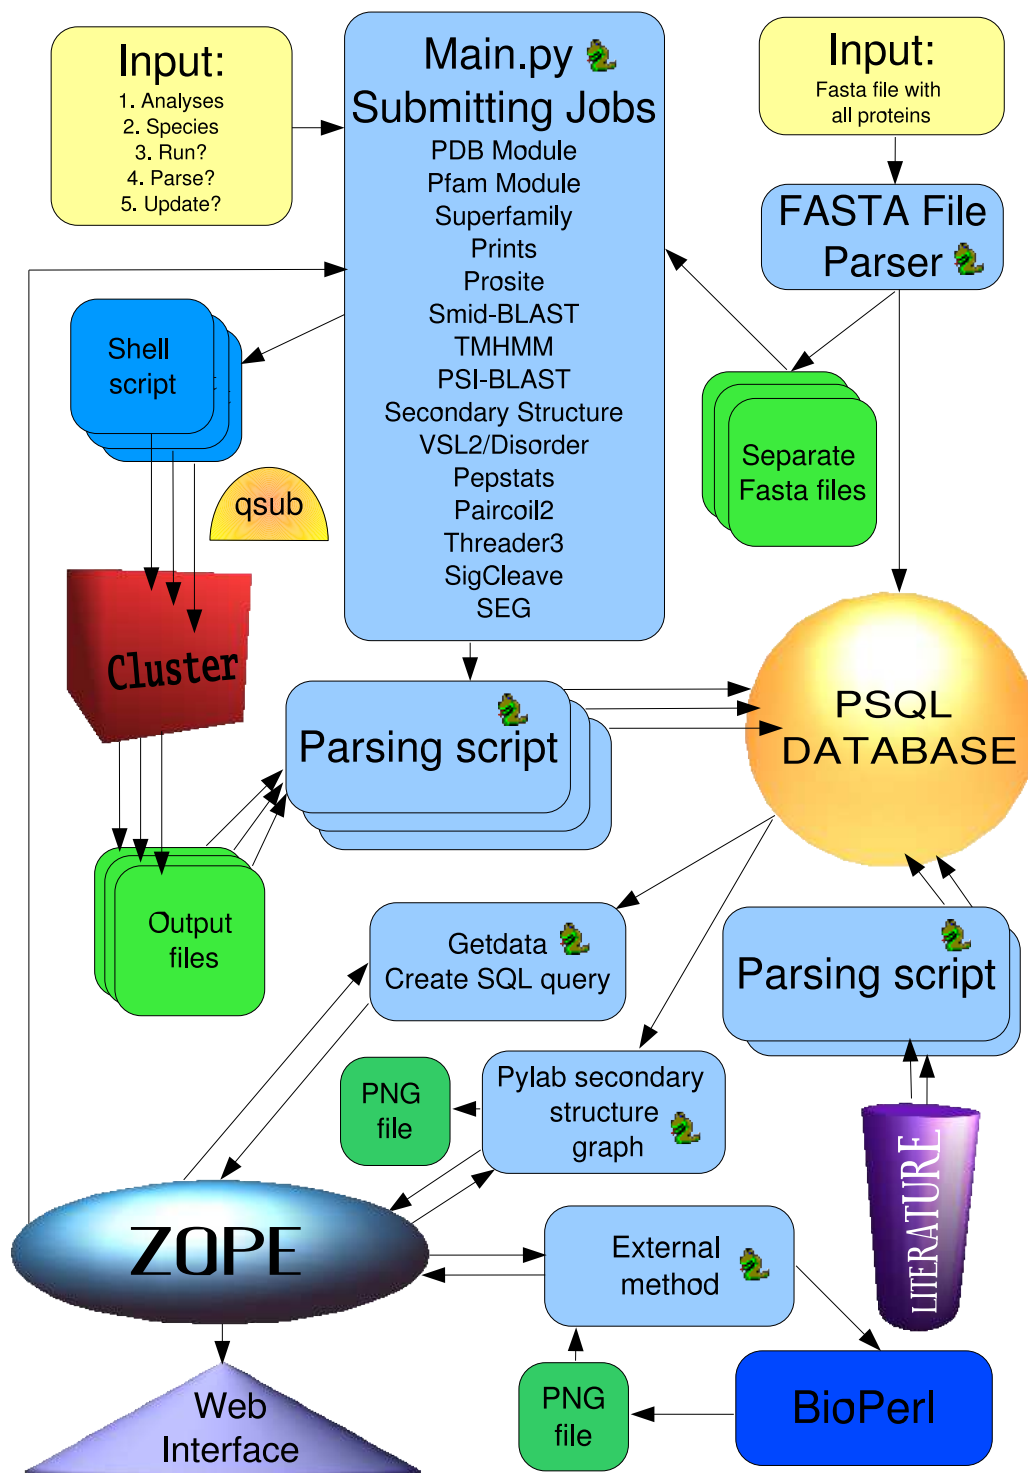 Input:
1. Analyses
2. Species
3. Run?
4. Parse?
5. Update?
Main.py
Submitting Jobs
PDB Module
Pfam Module
Superfamily
Prints
Prosite
Smid-BLAST
TMHMM
PSI-BLAST
Secondary Structure
VSL2/Disorder
Pepstats
Paircoil2
Threader3
SigCleave
SEG
Input:
Fasta file with
all proteins
FASTA File
Parser
Shell
script
qsub
Separate
Fasta files
Cluster
Parsing script
PSQL
DATABASE
Output
files
Getdata
Create SQL query
Parsing script
PNG
file
Pylab secondary
structure
graph
LITERATURE
ZOPE
External
method
Web
Interface
PNG
file
BioPerl